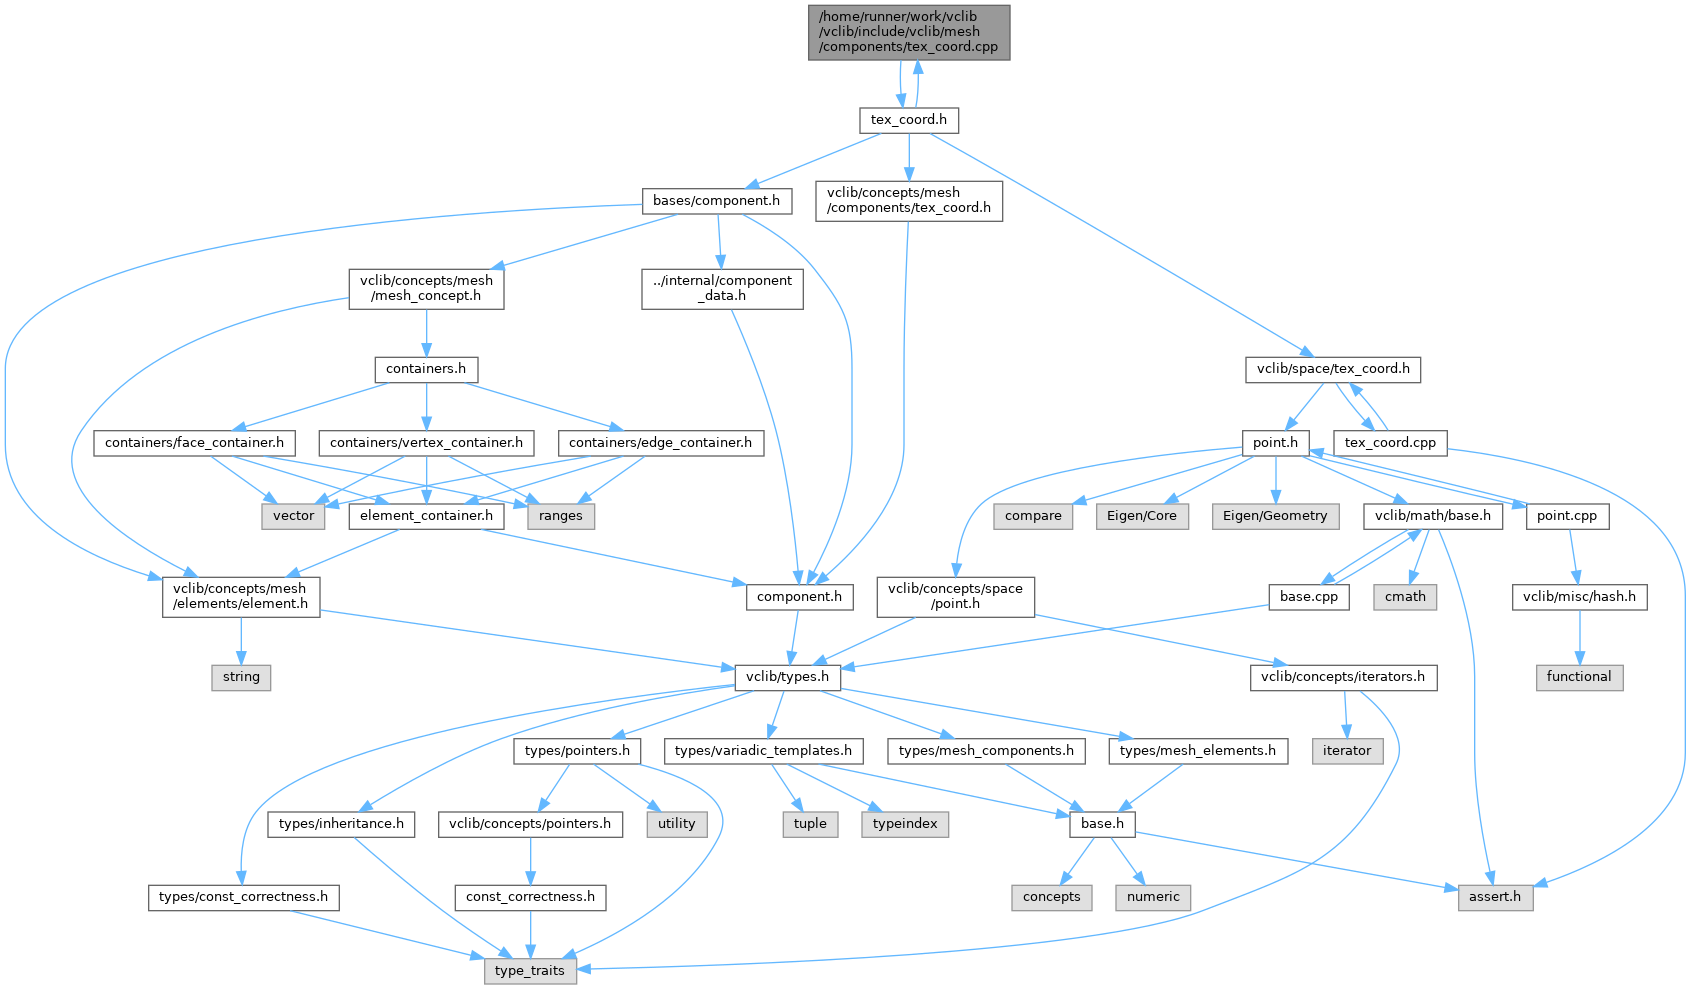 /home/runner/work/vclib
/vclib/include/vclib/mesh
/components/tex_coord.cpp
tex_coord.h
bases/component.h
vclib/concepts/mesh
/components/tex_coord.h
vclib/concepts/mesh
/mesh_concept.h
../internal/component
_data.h
containers.h
vclib/space/tex_coord.h
containers/face_container.h
containers/vertex_container.h
containers/edge_container.h
point.h
tex_coord.cpp
vector
element_container.h
ranges
compare
Eigen/Core
Eigen/Geometry
vclib/math/base.h
point.cpp
vclib/concepts/mesh
/elements/element.h
component.h
vclib/concepts/space
/point.h
base.cpp
cmath
vclib/misc/hash.h
string
vclib/types.h
vclib/concepts/iterators.h
functional
types/pointers.h
types/variadic_templates.h
types/mesh_components.h
types/mesh_elements.h
iterator
types/inheritance.h
vclib/concepts/pointers.h
utility
tuple
typeindex
base.h
types/const_correctness.h
const_correctness.h
concepts
numeric
assert.h
type_traits